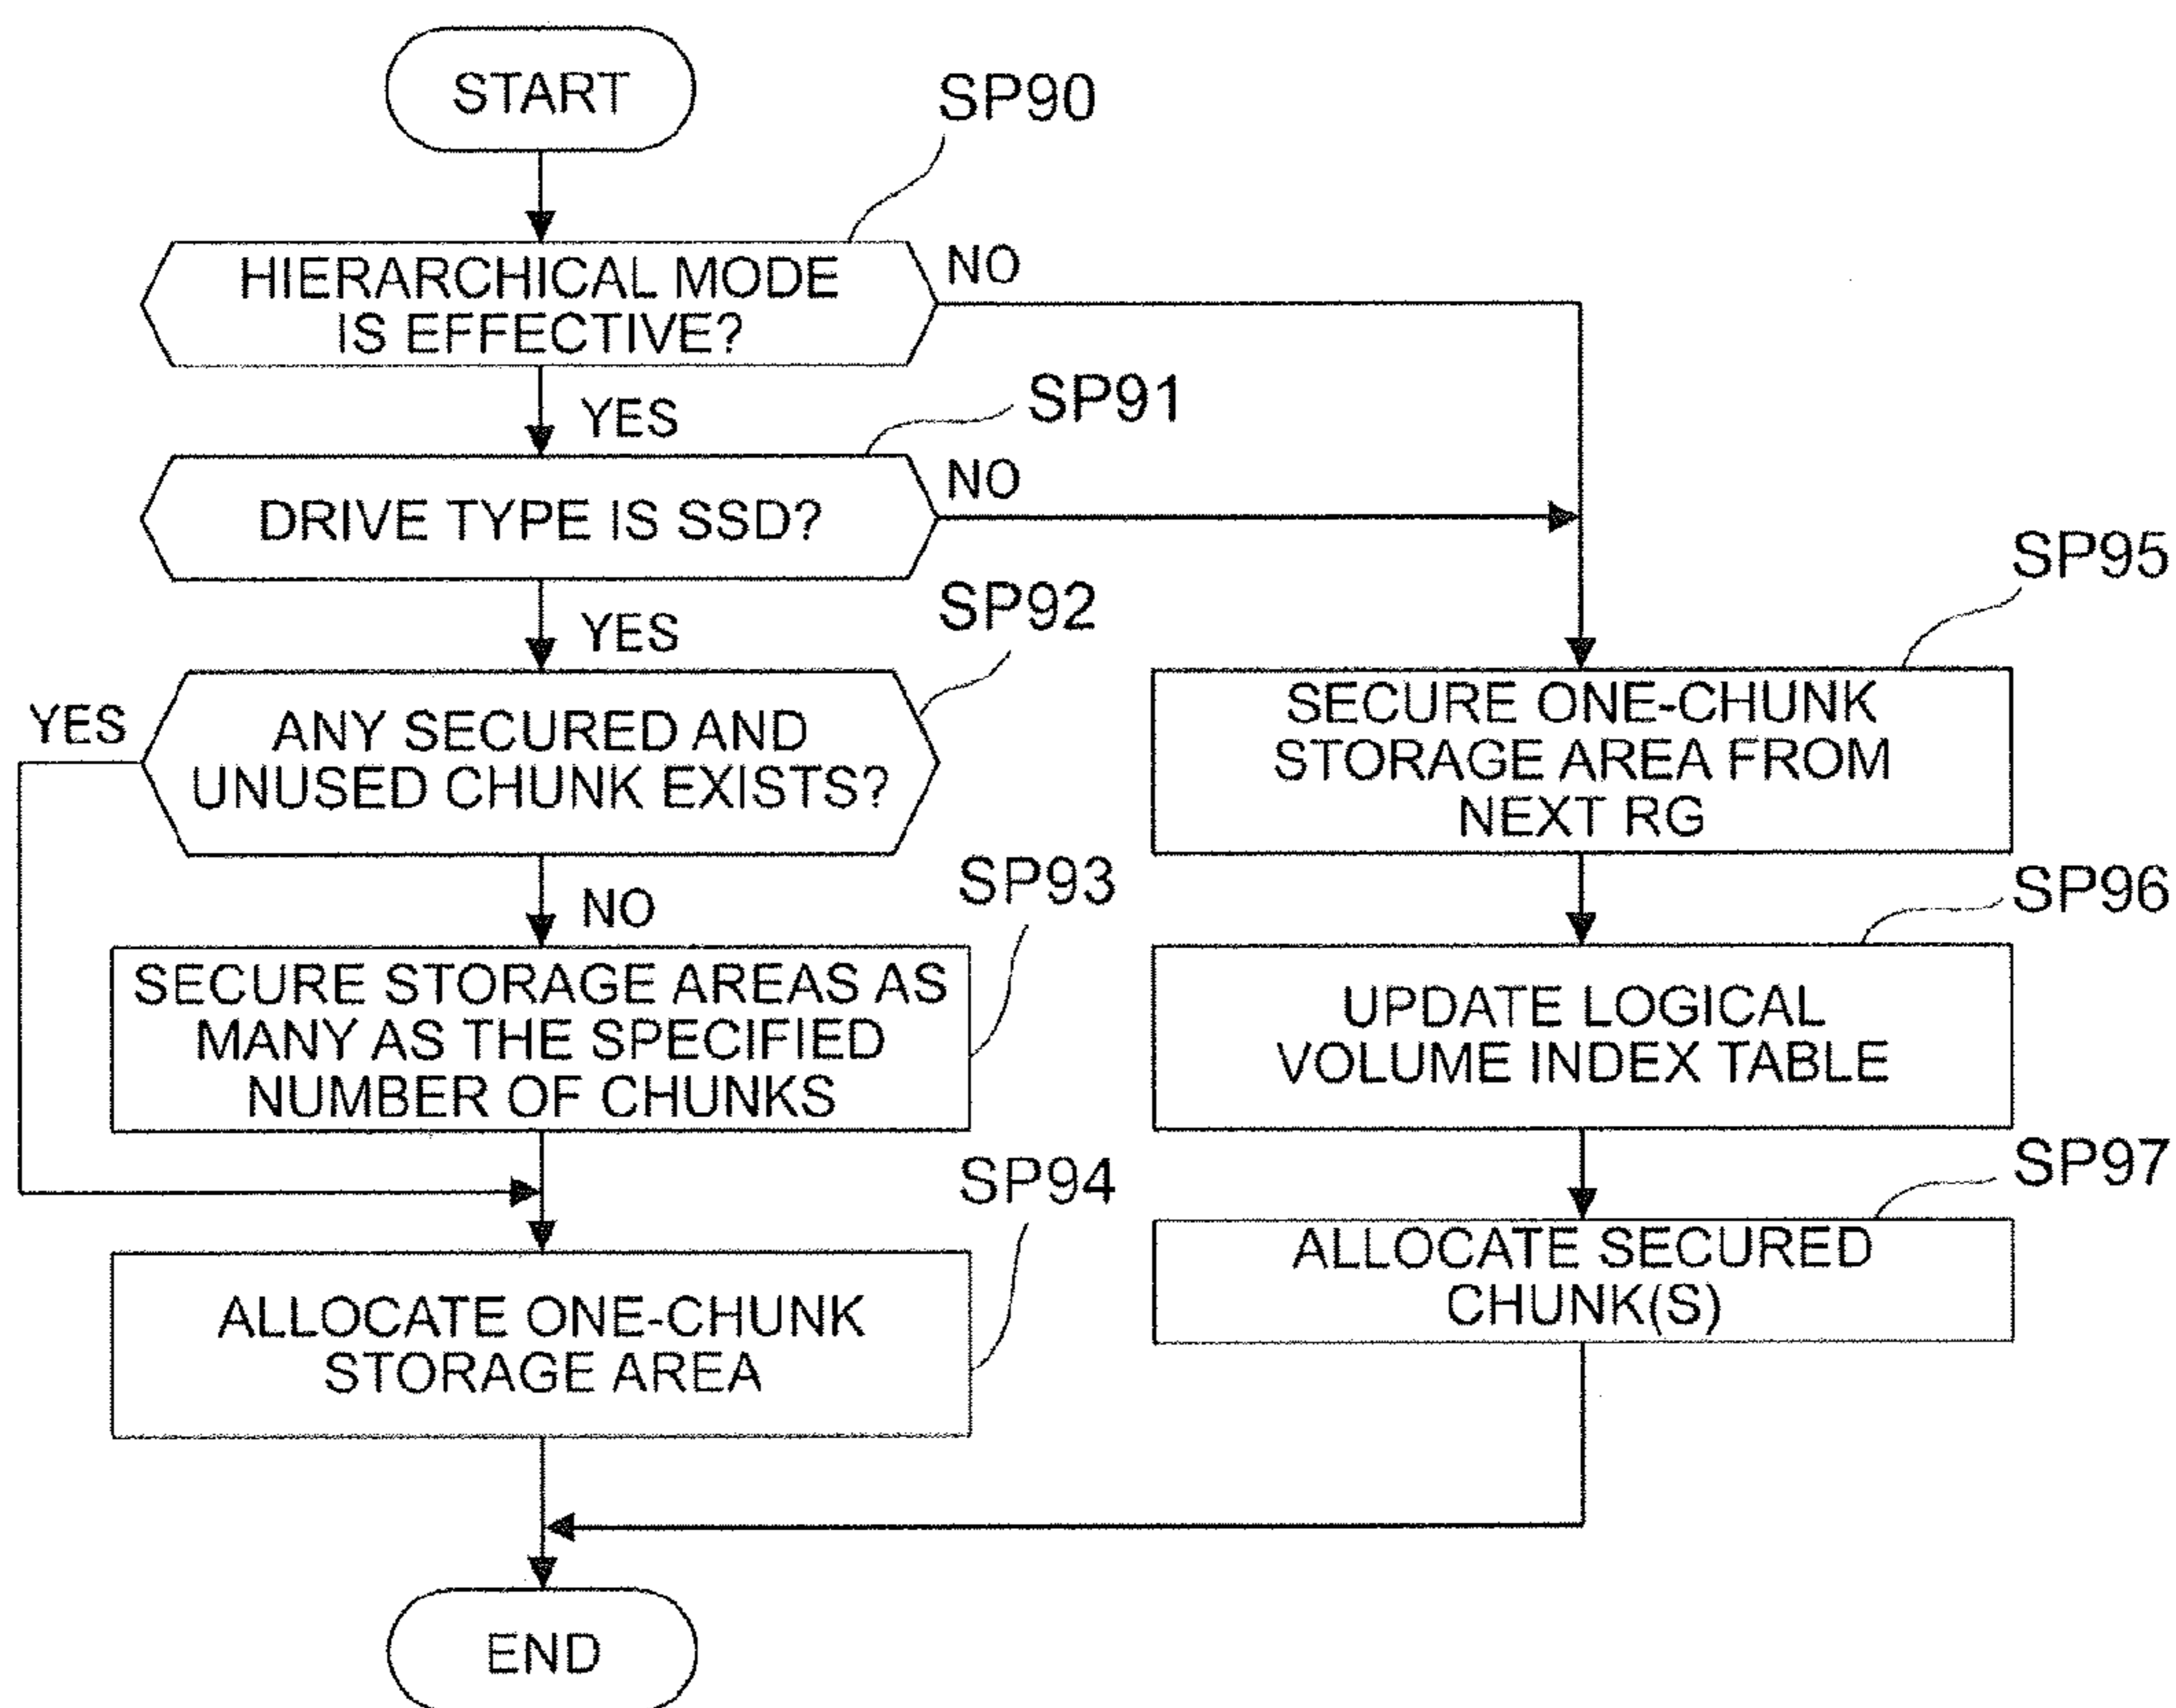 START
SP90
HIERARCHICAL MODE
IS EFFECTIVE?
NO
YES
SP91
DRIVE TYPE IS SSD?
NO
YES
SP92
ANY SECURED AND
UNUSED CHUNK EXISTS?
YES
NO
SP93
SECURE STORAGE AREAS AS
MANY AS THE SPECIFIED
NUMBER OF CHUNKS
SP94
ALLOCATE ONE-CHUNK
STORAGE AREA
SP95
SECURE ONE-CHUNK
STORAGE AREA FROM
NEXT RG
SP96
UPDATE LOGICAL
VOLUME INDEX TABLE
SP97
ALLOCATE SECURED
CHUNK(S)
END